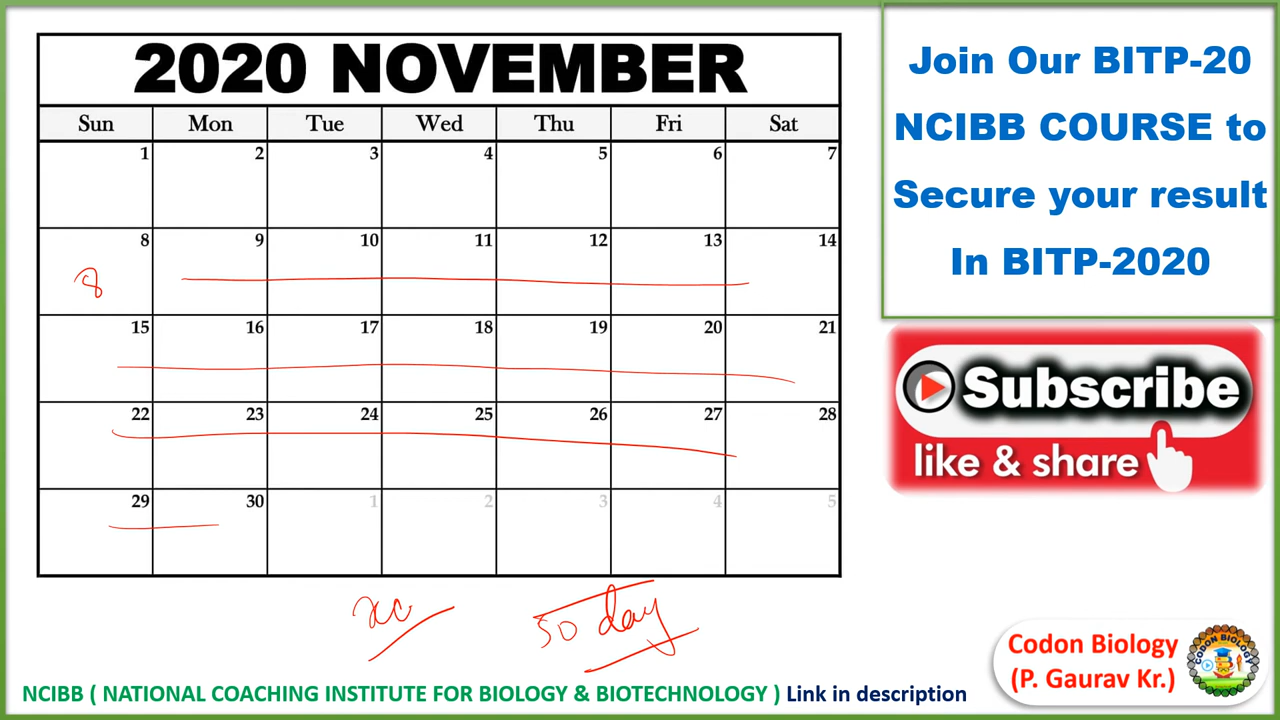 2020 NOVEMBER
Sun Mon Tue Wed Thu Fri Sat
1 2 3 4 5 6 7
8 9 10 11 12 13 14
8
15 16 17 18 19 20 21
22 23 24 25 26 27 28
29 30 1 2 3 4 5
50 day
Join Our BITP-20
NCIBB COURSE to
Secure your result
In BITP-2020
Subscribe
like & share
Codon Biology
(P. Gaurav Kr.)
CODON BIOLOGY
NCIBB ( NATIONAL COACHING INSTITUTE FOR BIOLOGY & BIOTECHNOLOGY ) Link in description